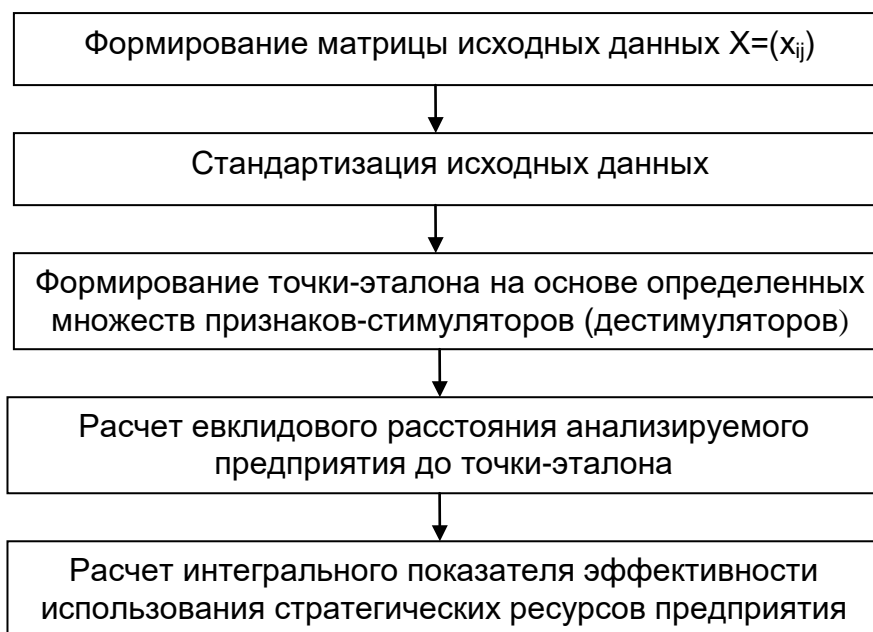 Формирование матрицы исходных данных X=(xij)
Стандартизация исходных данных
Формирование точки-эталона на основе определенных
множеств признаков-стимуляторов (дестимуляторов)
Расчет евклидового расстояния анализируемого
предприятия до точки-эталона
Расчет интегрального показателя эффективности
использования стратегических ресурсов предприятия